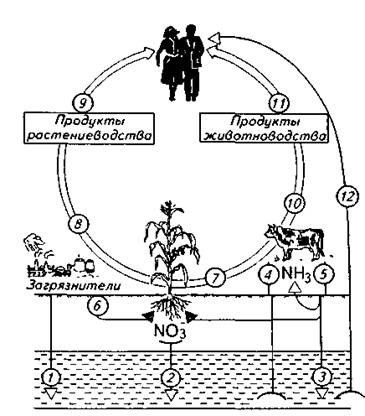 9
11
Продукты
растениеводства
Продукты
животноводства
12
8
10
Загрязнители
7
4
NH3
5
6
NO3
1
2
3